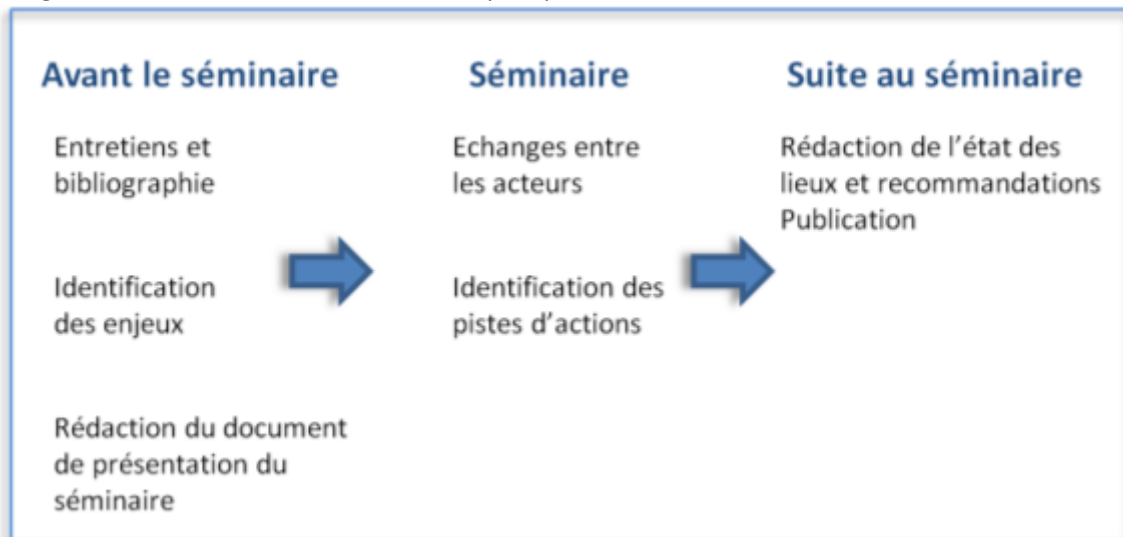 Avant le séminaire
Entretiens et
bibliographie
Identification
des enjeux
Rédaction du document
de présentation du
séminaire
Séminaire
Echanges entre
les acteurs
Identification des
pistes d'actions
Suite au séminaire
Rédaction de l'état des
lieux et recommandations
Publication